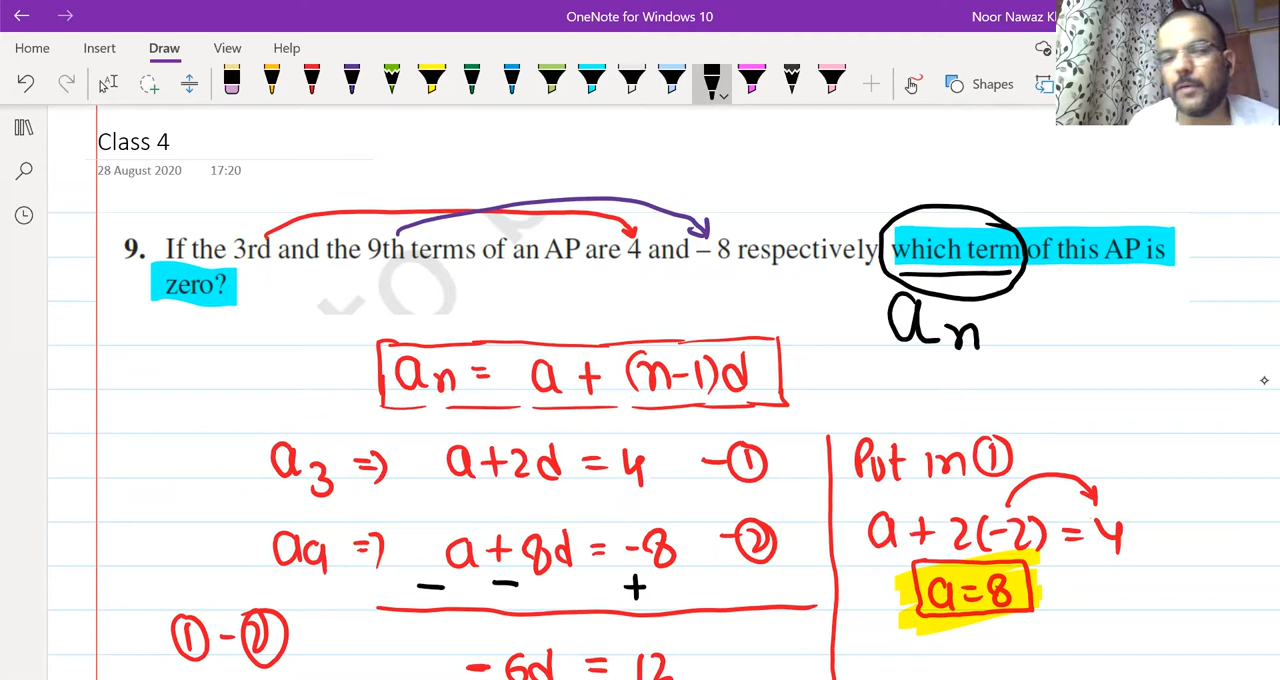 OneNote for Windows 10
Noor Nawaz Kh
Home Insert Draw View Help
Shapes
Class 4
28 August 2020 17:20
9. If the 3rd and the 9th terms of an AP are 4 and – 8 respectively, which term of this AP is
zero?
an
an = a + (n-1)d
a3 => a+2d = 4 -①
a9 => a+8d = -8 -②
- - +
①-②
-6d = 12
Put in ①
a + 2(-2) = 4
a=8